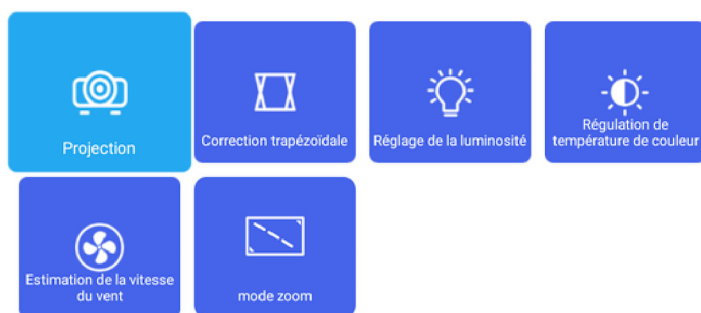 Projection
Correction trapézoïdale
Réglage de la luminosité
Régulation de
température de couleur
Estimation de la vitesse
du vent
mode zoom